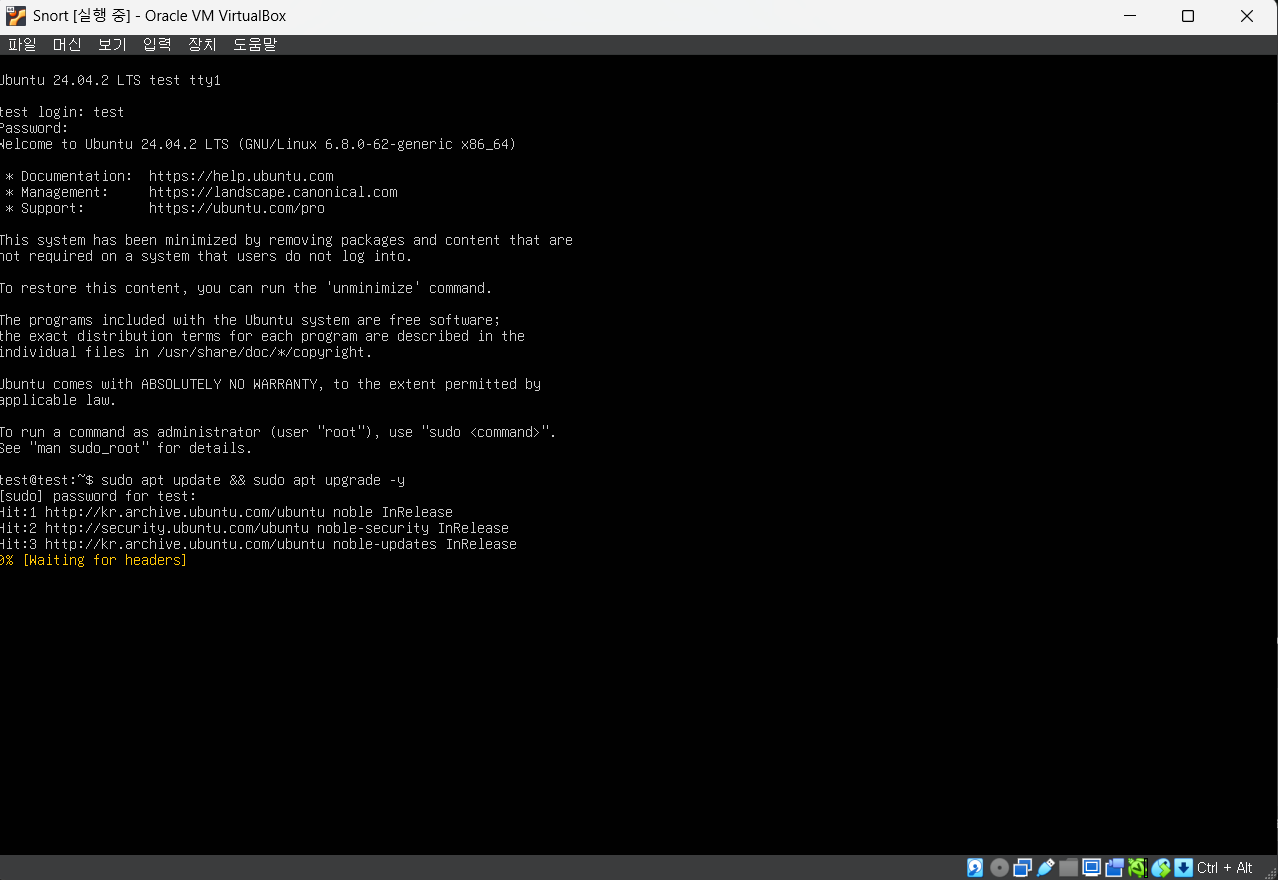 Snort [실행 중] - Oracle VM VirtualBox
파일 머신 보기 입력 장치 도움말
Ubuntu 24.04.2 LTS test tty1
test login: test
Password:
Welcome to Ubuntu 24.04.2 LTS (GNU/Linux 6.8.0-62-generic x86_64)
* Documentation: https://help.ubuntu.com
* Management: https://landscape.canonical.com
* Support: https://ubuntu.com/pro
This system has been minimized by removing packages and content that are
not required on a system that users do not log into.
To restore this content, you can run the 'unminimize' command.
The programs included with the Ubuntu system are free software;
the exact distribution terms for each program are described in the
individual files in /usr/share/doc/*/copyright.
Ubuntu comes with ABSOLUTELY NO WARRANTY, to the extent permitted by
applicable law.
To run a command as administrator (user "root"), use "sudo <command>".
See "man sudo_root" for details.
test@test:~$ sudo apt update && sudo apt upgrade -y
[sudo] password for test:
Hit:1 http://kr.archive.ubuntu.com/ubuntu noble InRelease
Hit:2 http://security.ubuntu.com/ubuntu noble-security InRelease
Hit:3 http://kr.archive.ubuntu.com/ubuntu noble-updates InRelease
0% [Waiting for headers]
Ctrl + Alt